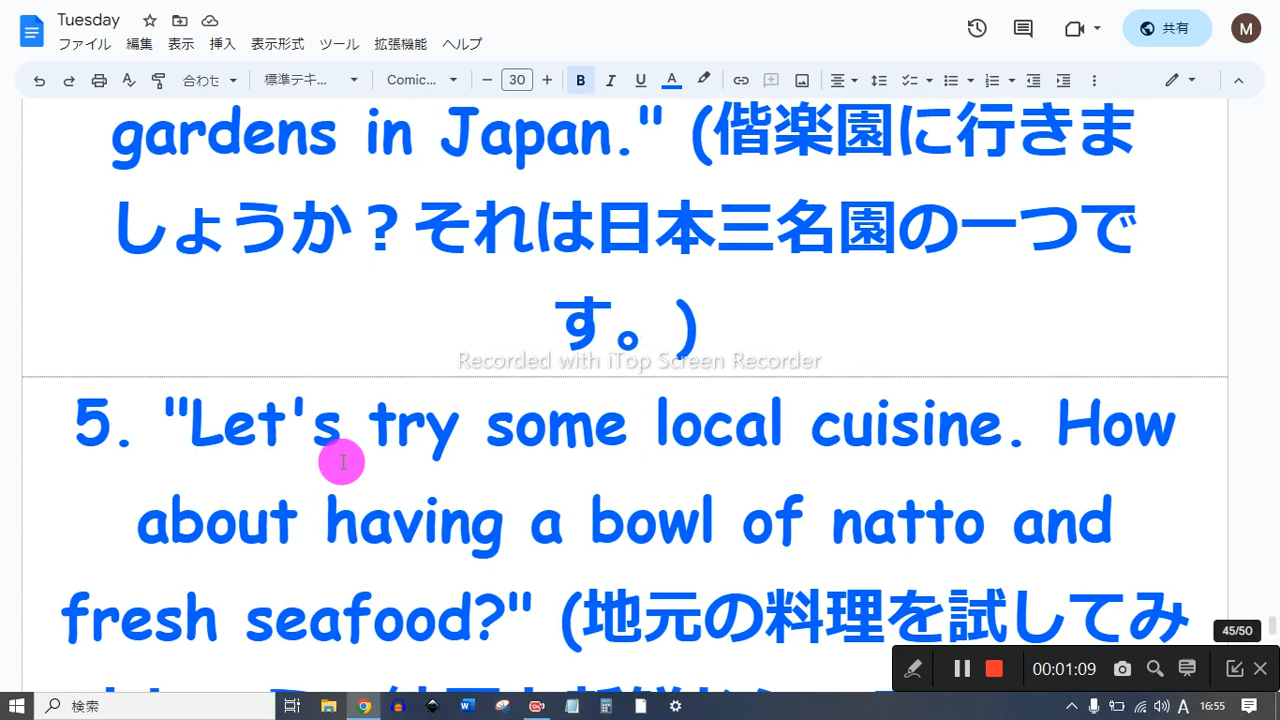 Tuesday
共有
M
ファイル 編集 表示 挿入 表示形式 ツール 拡張機能 ヘルプ
合わせ 標準テキ... Comic... 30 B I U A
gardens in Japan." (偕楽園に行きま
しょうか？それは日本三名園の一つで
す。)
Recorded with iTop Screen Recorder
5. "Let's try some local cuisine. How
about having a bowl of natto and
fresh seafood?" (地元の料理を試してみ
45/50
00:01:09
検索
A 16:55